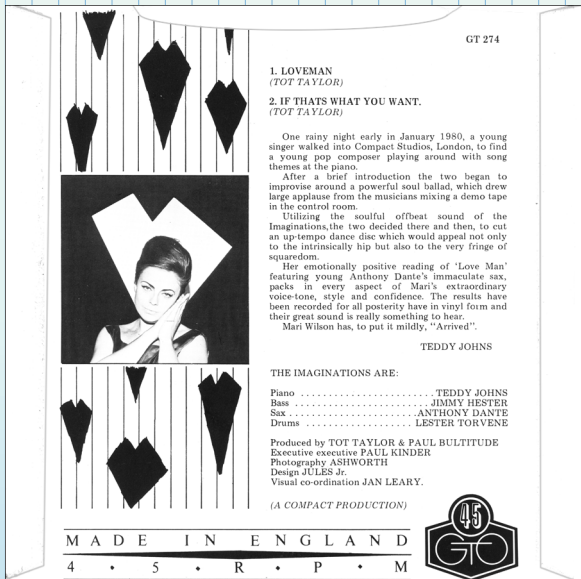 GT 274
1. LOVEMAN
(TOT TAYLOR)
2. IF THATS WHAT YOU WANT.
(TOT TAYLOR)
One rainy night early in January 1980, a young
singer walked into Compact Studios, London, to find
a young pop composer playing around with song
themes at the piano.
After a brief introduction the two began to
improvise around a powerful soul ballad, which drew
large applause from the musicians mixing a demo tape
in the control room.
Utilizing the soulful offbeat sound of the
Imaginations,the two decided there and then, to cut
an up-tempo dance disc which would appeal not only
to the intrinsically hip but also to the very fringe of
squaredom.
Her emotionally positive reading of 'Love Man'
featuring young Anthony Dante's immaculate sax,
packs in every aspect of Mari's extraordinary
voice-tone, style and confidence. The results have
been recorded for all posterity have in vinyl form and
their great sound is really something to hear.
Mari Wilson has, to put it mildly, "Arrived".
TEDDY JOHNS
THE IMAGINATIONS ARE:
Piano . . . . . . . . . . . . . . . . . . . . . . . TEDDY JOHNS
Bass . . . . . . . . . . . . . . . . . . . . . . . JIMMY HESTER
Sax . . . . . . . . . . . . . . . . . . . . . ANTHONY DANTE
Drums . . . . . . . . . . . . . . . . . . LESTER TORVENE
Produced by TOT TAYLOR & PAUL BULTITUDE
Executive executive PAUL KINDER
Photography ASHWORTH
Design JULES Jr.
Visual co-ordination JAN LEARY.
(A COMPACT PRODUCTION)
MADE IN ENGLAND
4 • 5 • R • P • M
45
GTO